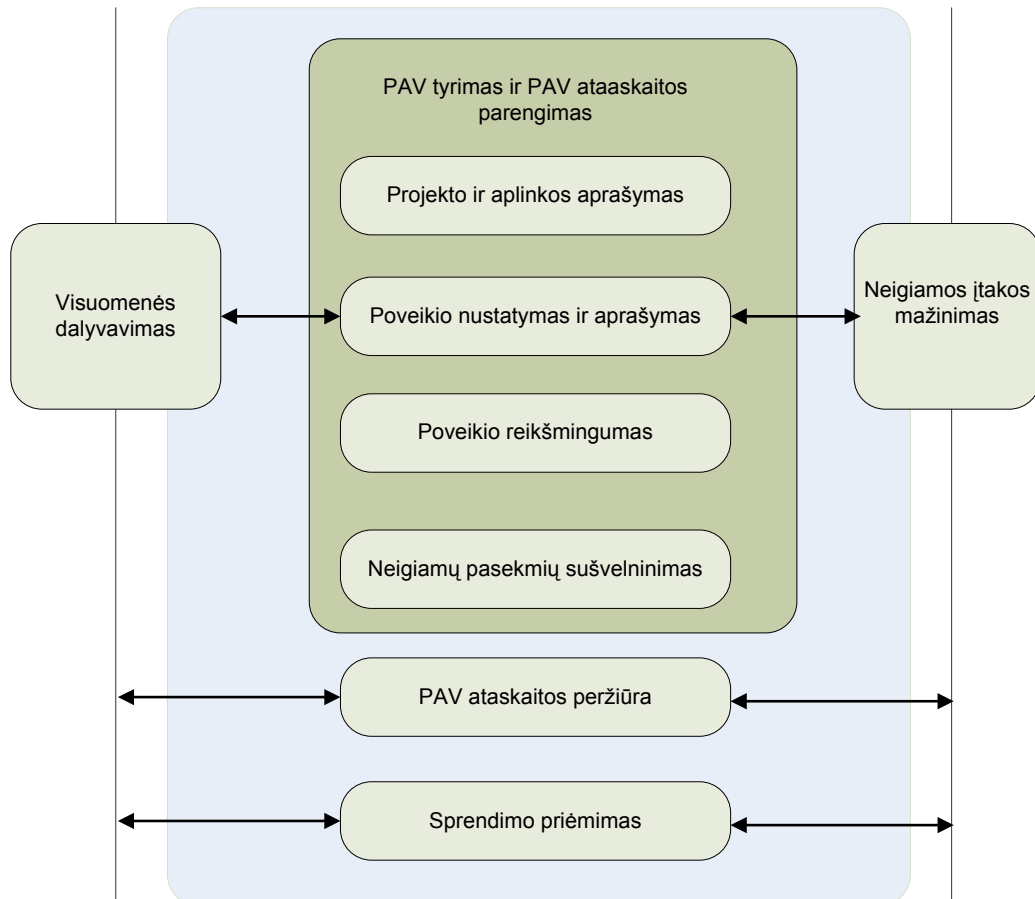 PAV tyrimas ir PAV ataaskaitos
parengimas
Projekto ir aplinkos aprašymas
Visuomenės
dalyvavimas
Poveikio nustatymas ir aprašymas
Neigiamos įtakos
mažinimas
Poveikio reikšmingumas
Neigiamų pasekmių sušvelninimas
PAV ataskaitos peržiūra
Sprendimo priėmimas